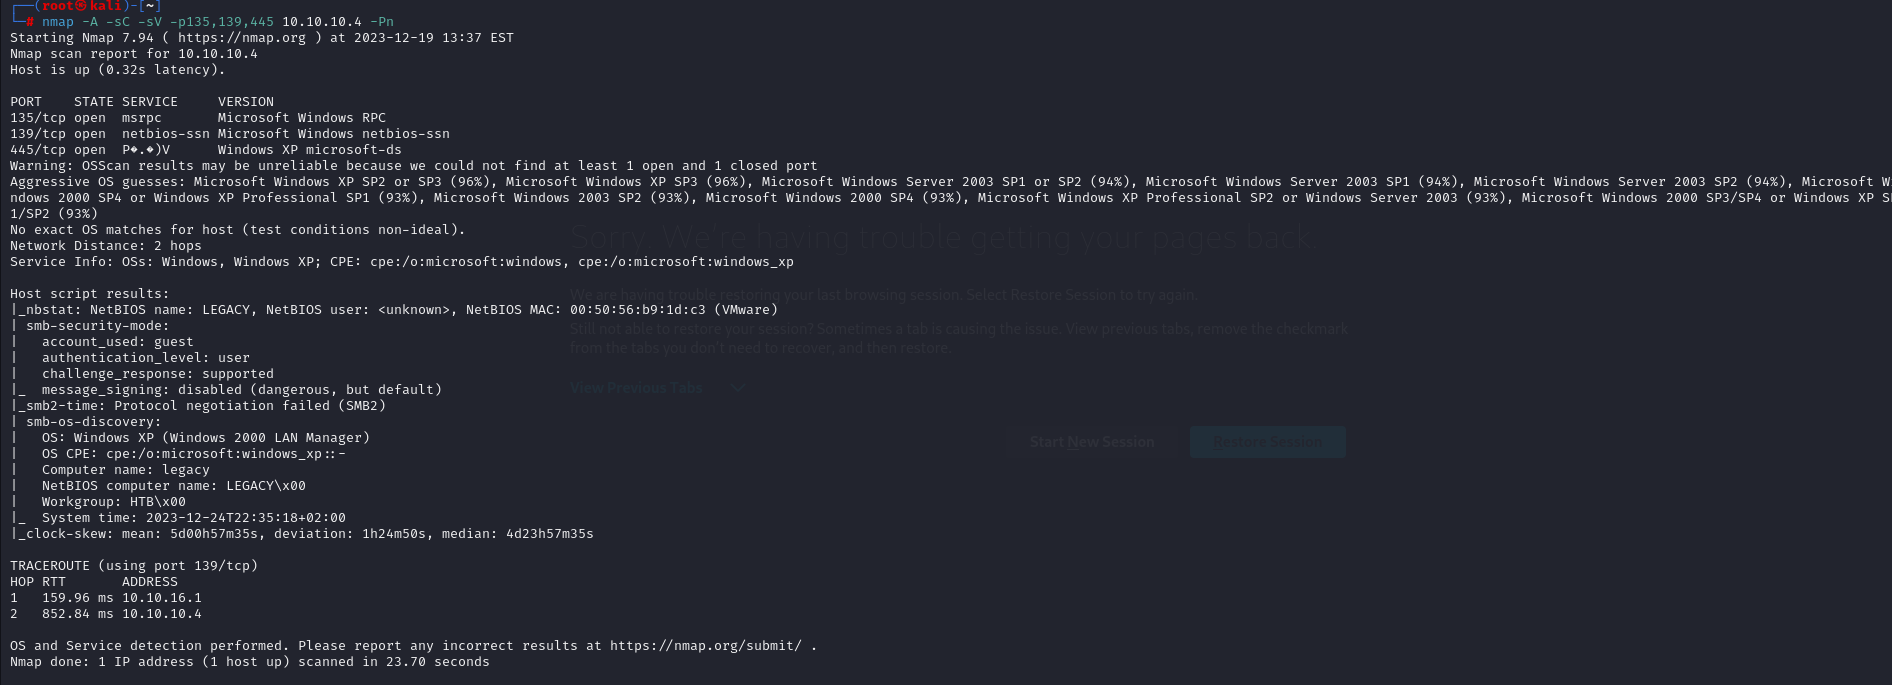 ┌──(root㉿kali)-[~]
└─# nmap -A -sC -sV -p135,139,445 10.10.10.4 -Pn
Starting Nmap 7.94 ( https://nmap.org ) at 2023-12-19 13:37 EST
Nmap scan report for 10.10.10.4
Host is up (0.32s latency).

PORT    STATE SERVICE     VERSION
135/tcp open  msrpc       Microsoft Windows RPC
139/tcp open  netbios-ssn Microsoft Windows netbios-ssn
445/tcp open  P�.�)V      Windows XP microsoft-ds
Warning: OSScan results may be unreliable because we could not find at least 1 open and 1 closed port
Aggressive OS guesses: Microsoft Windows XP SP2 or SP3 (96%), Microsoft Windows XP SP3 (96%), Microsoft Windows Server 2003 SP1 or SP2 (94%), Microsoft Windows Server 2003 SP1 (94%), Microsoft Windows Server 2003 SP2 (94%), Microsoft Wi
ndows 2000 SP4 or Windows XP Professional SP1 (93%), Microsoft Windows 2003 SP2 (93%), Microsoft Windows 2000 SP4 (93%), Microsoft Windows XP Professional SP2 or Windows Server 2003 (93%), Microsoft Windows 2000 SP3/SP4 or Windows XP SP
1/SP2 (93%)
No exact OS matches for host (test conditions non-ideal).
Network Distance: 2 hops
Service Info: OSs: Windows, Windows XP; CPE: cpe:/o:microsoft:windows, cpe:/o:microsoft:windows_xp

Host script results:
|_nbstat: NetBIOS name: LEGACY, NetBIOS user: <unknown>, NetBIOS MAC: 00:50:56:b9:1d:c3 (VMware)
| smb-security-mode:
|   account_used: guest
|   authentication_level: user
|   challenge_response: supported
|_  message_signing: disabled (dangerous, but default)
|_smb2-time: Protocol negotiation failed (SMB2)
| smb-os-discovery:
|   OS: Windows XP (Windows 2000 LAN Manager)
|   OS CPE: cpe:/o:microsoft:windows_xp::-
|   Computer name: legacy
|   NetBIOS computer name: LEGACY\x00
|   Workgroup: HTB\x00
|_  System time: 2023-12-24T22:35:18+02:00
|_clock-skew: mean: 5d00h57m35s, deviation: 1h24m50s, median: 4d23h57m35s

TRACEROUTE (using port 139/tcp)
HOP RTT       ADDRESS
1   159.96 ms 10.10.16.1
2   852.84 ms 10.10.10.4

OS and Service detection performed. Please report any incorrect results at https://nmap.org/submit/ .
Nmap done: 1 IP address (1 host up) scanned in 23.70 seconds
Sorry. We're having trouble getting your pages back.
We are having trouble restoring your last browsing session. Select Restore Session to try again.
Still not able to restore your session? Sometimes a tab is causing the issue. View previous tabs, remove the checkmark
from the tabs you don't need to recover, and then restore.
View Previous Tabs
Start New Session
Restore Session